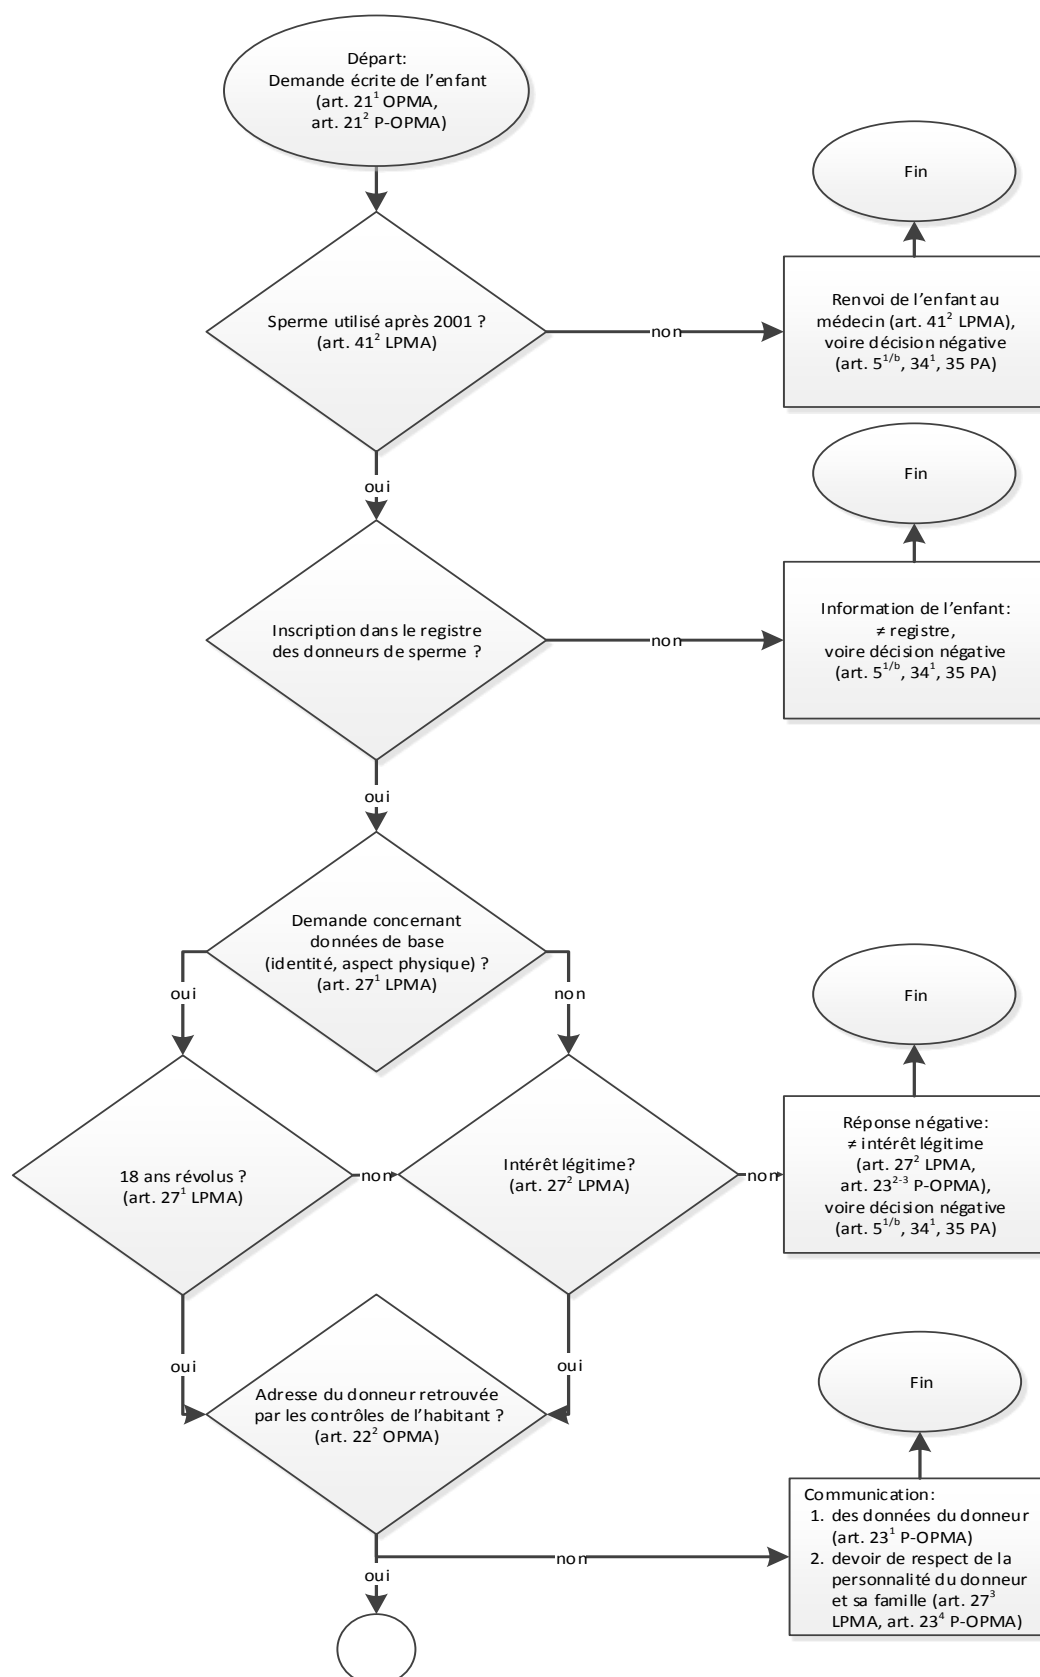 Départ:
Demande écrite de l'enfant
(art. 21¹ OPMA,
art. 21² P-OPMA)
Fin
Sperme utilisé après 2001 ?
(art. 41² LPMA)
non
Renvoi de l'enfant au
médecin (art. 41² LPMA),
voire décision négative
(art. 5¹ᐟᵇ, 34¹, 35 PA)
oui
Fin
Inscription dans le registre
des donneurs de sperme ?
non
Information de l'enfant:
≠ registre,
voire décision négative
(art. 5¹ᐟᵇ, 34¹, 35 PA)
oui
Demande concernant
données de base
(identité, aspect physique) ?
(art. 27¹ LPMA)
oui
non
Fin
18 ans révolus ?
(art. 27¹ LPMA)
non
Intérêt légitime?
(art. 27² LPMA)
non
Réponse négative:
≠ intérêt légitime
(art. 27² LPMA,
art. 23²⁻³ P-OPMA),
voire décision négative
(art. 5¹ᐟᵇ, 34¹, 35 PA)
oui
oui
Adresse du donneur retrouvée
par les contrôles de l'habitant ?
(art. 22² OPMA)
Fin
non
Communication:
1. des données du donneur
(art. 23¹ P-OPMA)
2. devoir de respect de la
personnalité du donneur
et sa famille (art. 27³
LPMA, art. 23⁴ P-OPMA)
oui